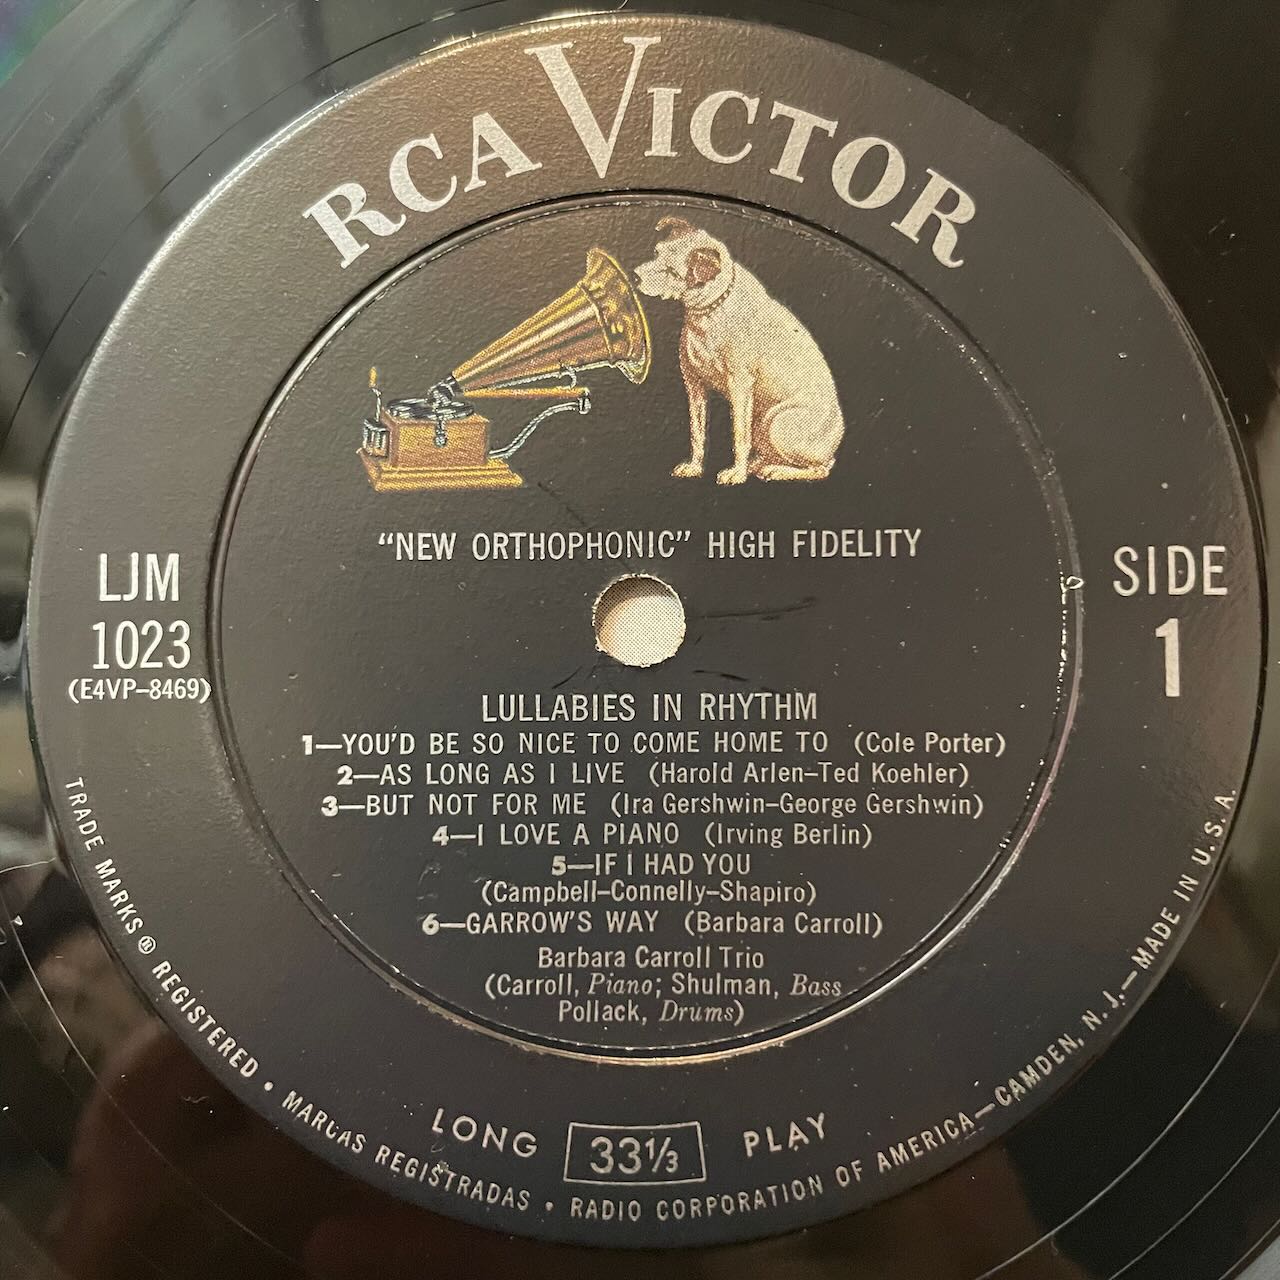 RCA VICTOR
"NEW ORTHOPHONIC" HIGH FIDELITY
LJM
1023
(E4VP-8469)
SIDE
1
LULLABIES IN RHYTHM
1—YOU'D BE SO NICE TO COME HOME TO (Cole Porter)
2—AS LONG AS I LIVE (Harold Arlen-Ted Koehler)
3—BUT NOT FOR ME (Ira Gershwin-George Gershwin)
4—I LOVE A PIANO (Irving Berlin)
5—IF I HAD YOU
(Campbell-Connelly-Shapiro)
6—GARROW'S WAY (Barbara Carroll)
Barbara Carroll Trio
(Carroll, Piano; Shulman, Bass
Pollack, Drums)
LONG 33⅓ PLAY
TRADE MARKS ® REGISTERED • MARCAS REGISTRADAS • RADIO CORPORATION OF AMERICA—CAMDEN, N. J.—MADE IN U. S. A.